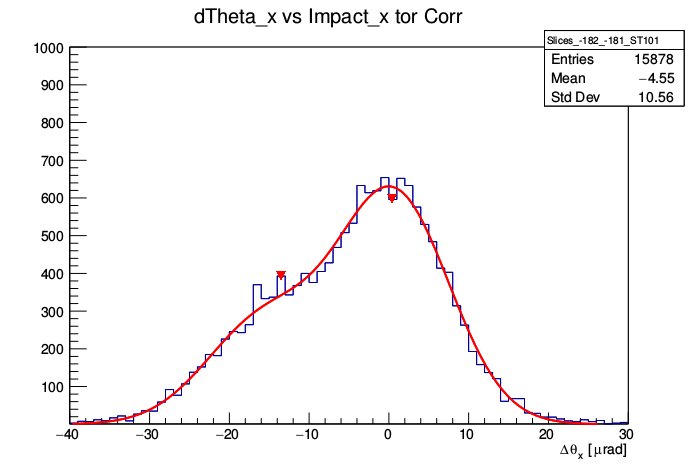 dTheta_x vs Impact_x tor Corr
Slices_-182_-181_ST101
Entries 15878
Mean −4.55
Std Dev 10.56
1000
900
800
700
600
500
400
300
200
100
−40 −30 −20 −10 0 10 20 30
Δθx [μrad]